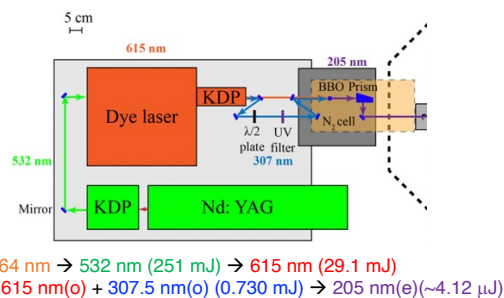 5 cm
615 nm
205 nm
KDP
BBO Prism
Dye laser
N2 cell
λ/2 plate
UV filter
307 nm
532 nm
Mirror
KDP
Nd: YAG
64 nm → 532 nm (251 mJ) → 615 nm (29.1 mJ)
615 nm(o) + 307.5 nm(o) (0.730 mJ) → 205 nm(e)(~4.12 μJ)